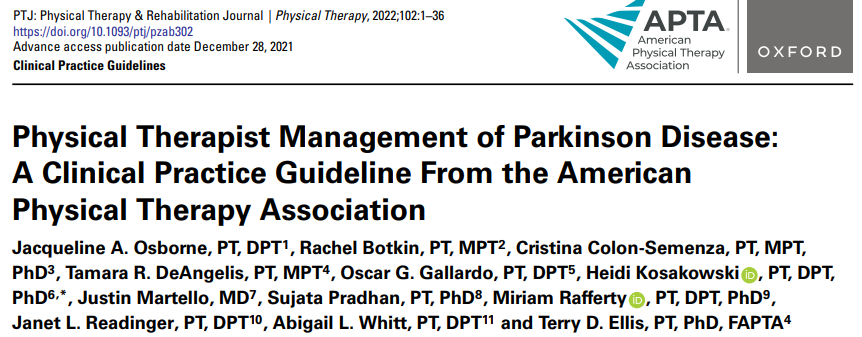 PTJ: Physical Therapy & Rehabilitation Journal | Physical Therapy, 2022;102:1–36
https://doi.org/10.1093/ptj/pzab302
Advance access publication date December 28, 2021
Clinical Practice Guidelines
APTA
American
Physical Therapy
Association
OXFORD
Physical Therapist Management of Parkinson Disease:
A Clinical Practice Guideline From the American
Physical Therapy Association
Jacqueline A. Osborne, PT, DPT1, Rachel Botkin, PT, MPT2, Cristina Colon-Semenza, PT, MPT,
PhD3, Tamara R. DeAngelis, PT, MPT4, Oscar G. Gallardo, PT, DPT5, Heidi Kosakowski iD, PT, DPT,
PhD6,*, Justin Martello, MD7, Sujata Pradhan, PT, PhD8, Miriam Rafferty iD, PT, DPT, PhD9,
Janet L. Readinger, PT, DPT10, Abigail L. Whitt, PT, DPT11 and Terry D. Ellis, PT, PhD, FAPTA4